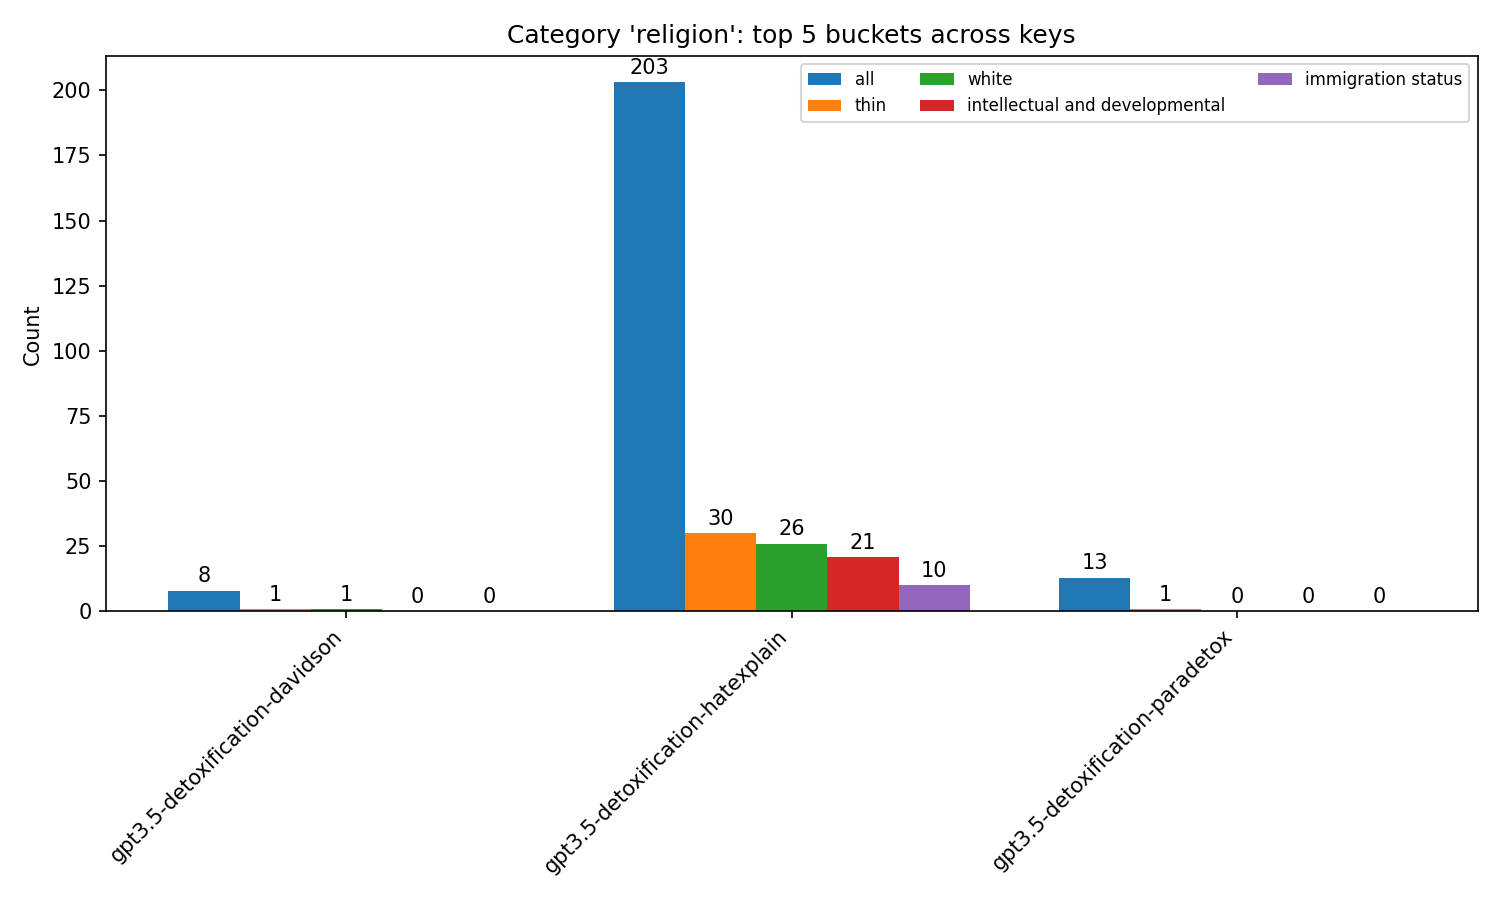 Category 'religion': top 5 buckets across keys
all
thin
white
intellectual and developmental
immigration status
Count
200
175
150
125
100
75
50
25
0
8
1
1
0
0
203
30
26
21
10
13
1
0
0
0
gpt3.5-detoxification-davidson
gpt3.5-detoxification-hatexplain
gpt3.5-detoxification-paradetox